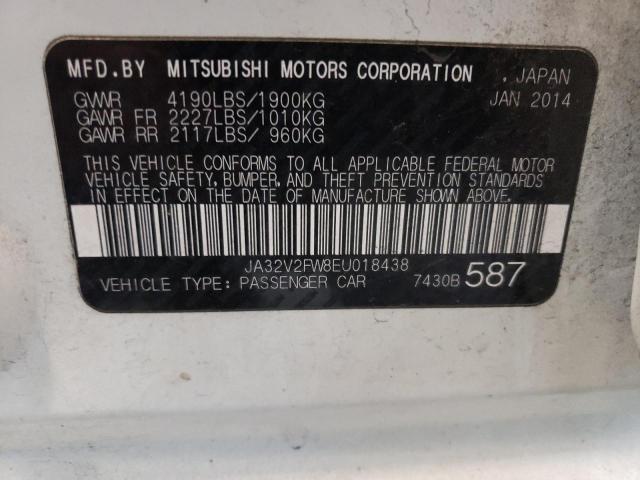 MFD.BY MITSUBISHI MOTORS CORPORATION , JAPAN
GVWR 4190LBS/1900KG JAN 2014
GAWR FR 2227LBS/1010KG
GAWR RR 2117LBS/ 960KG
THIS VEHICLE CONFORMS TO ALL APPLICABLE FEDERAL MOTOR
VEHICLE SAFETY, BUMPER, AND THEFT PREVENTION STANDARDS
IN EFFECT ON THE DATE OF MANUFACTURE SHOWN ABOVE.
JA32V2FW8EU018438
VEHICLE TYPE: PASSENGER CAR 7430B 587